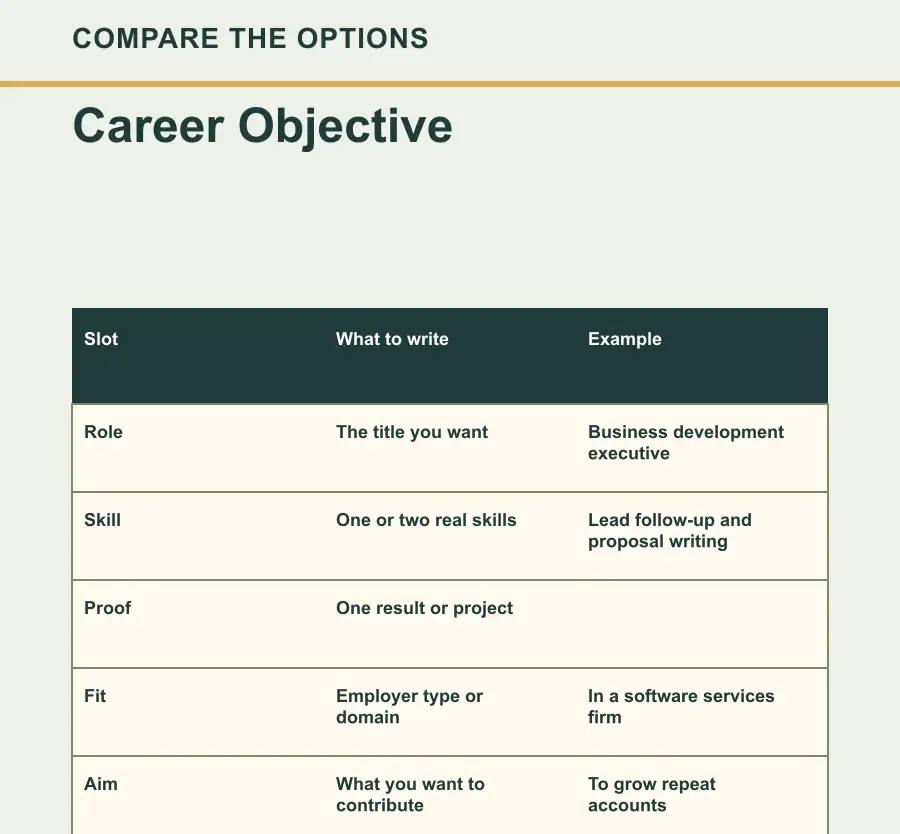 COMPARE THE OPTIONS
Career Objective
Slot
What to write
Example
Role
The title you want
Business development
executive
Skill
One or two real skills
Lead follow-up and
proposal writing
Proof
One result or project
Fit
Employer type or
domain
In a software services
firm
Aim
What you want to
contribute
To grow repeat
accounts